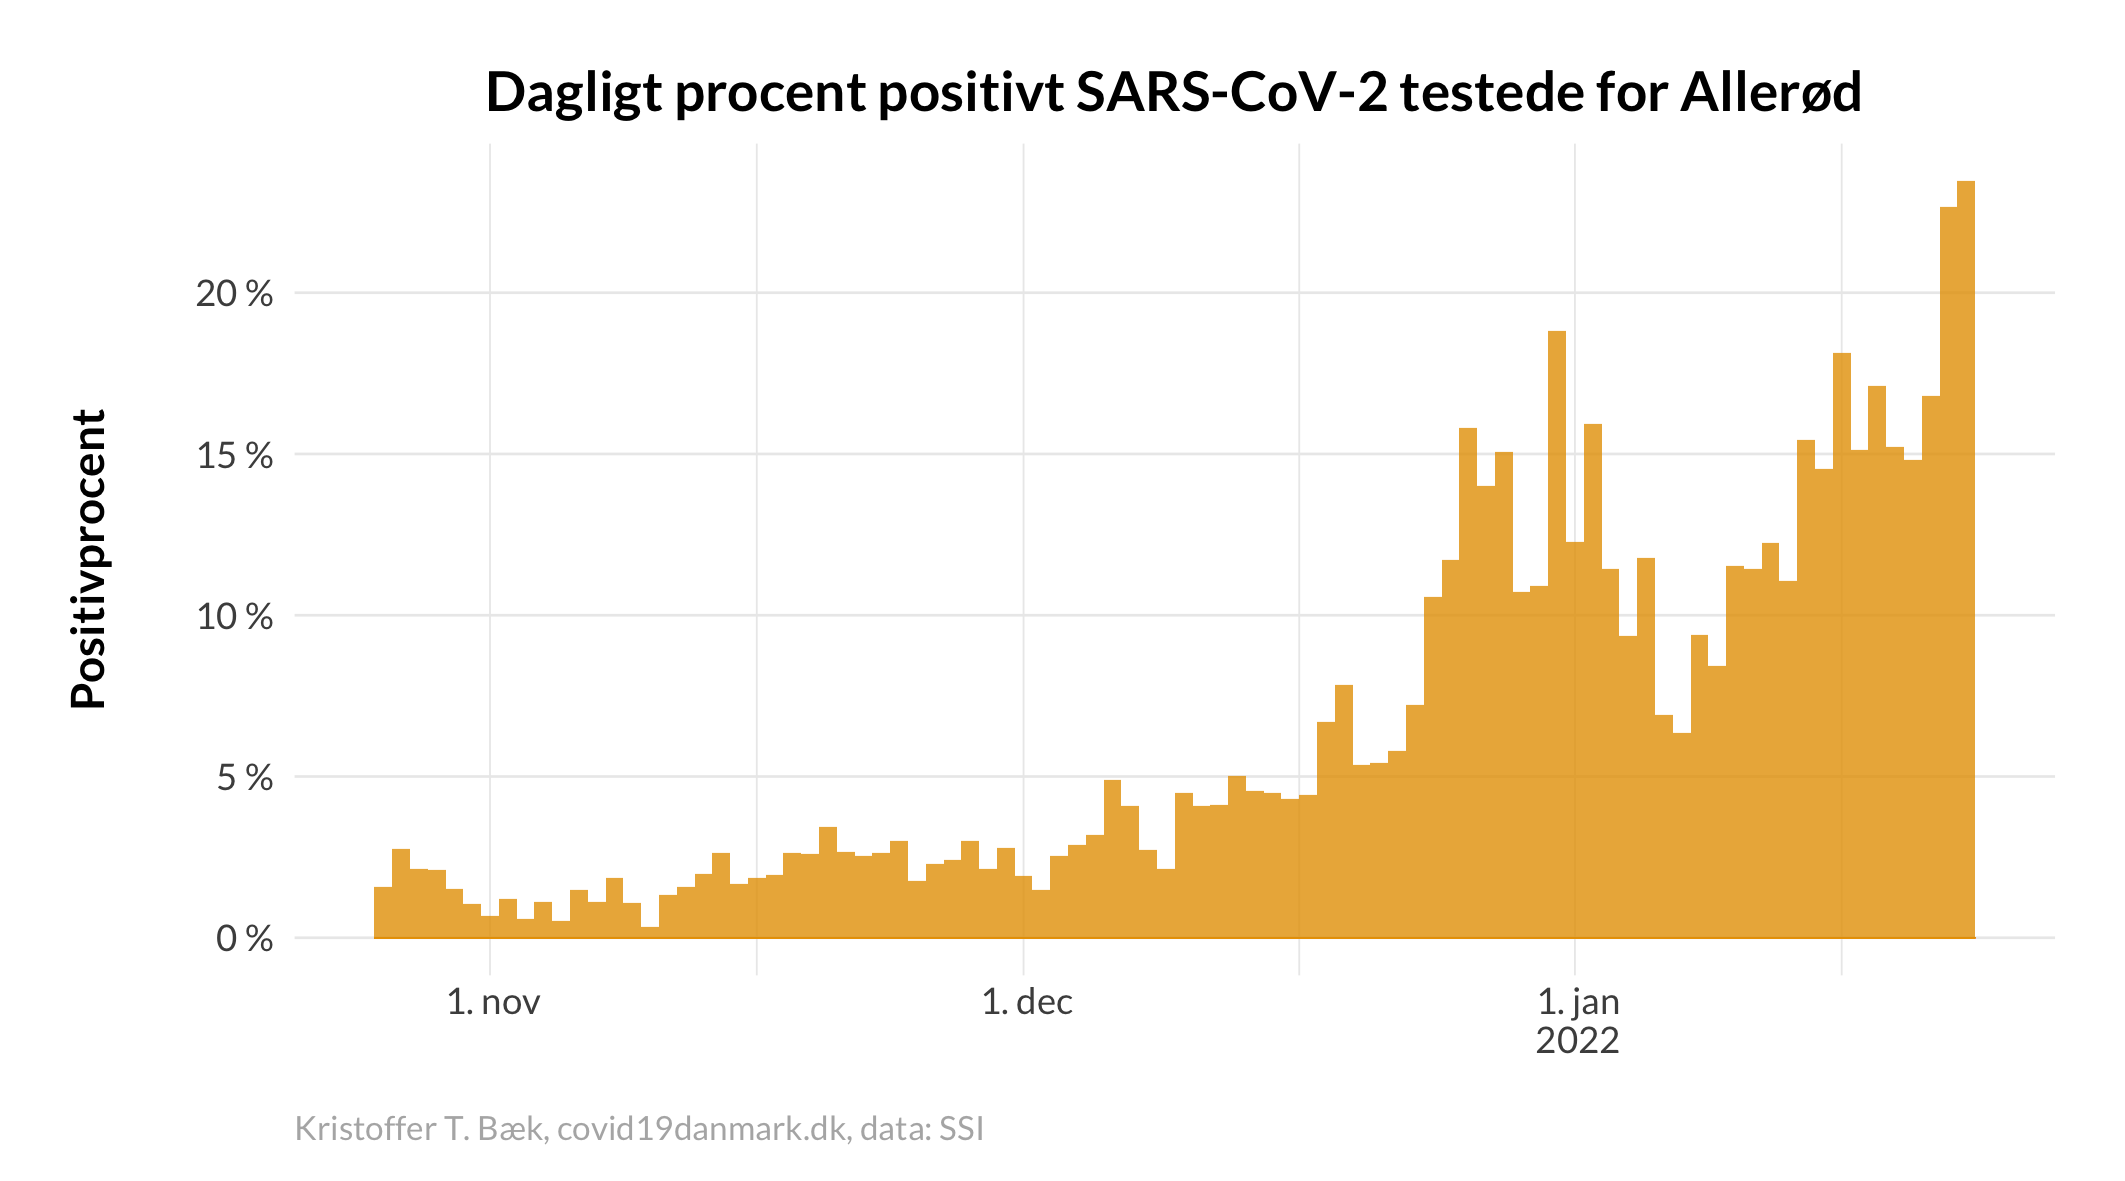 Dagligt procent positivt SARS-CoV-2 testede for Allerød
Positivprocent
20 %
15 %
10 %
5 %
0 %
1. nov
1. dec
1. jan
2022
Kristoffer T. Bæk, covid19danmark.dk, data: SSI